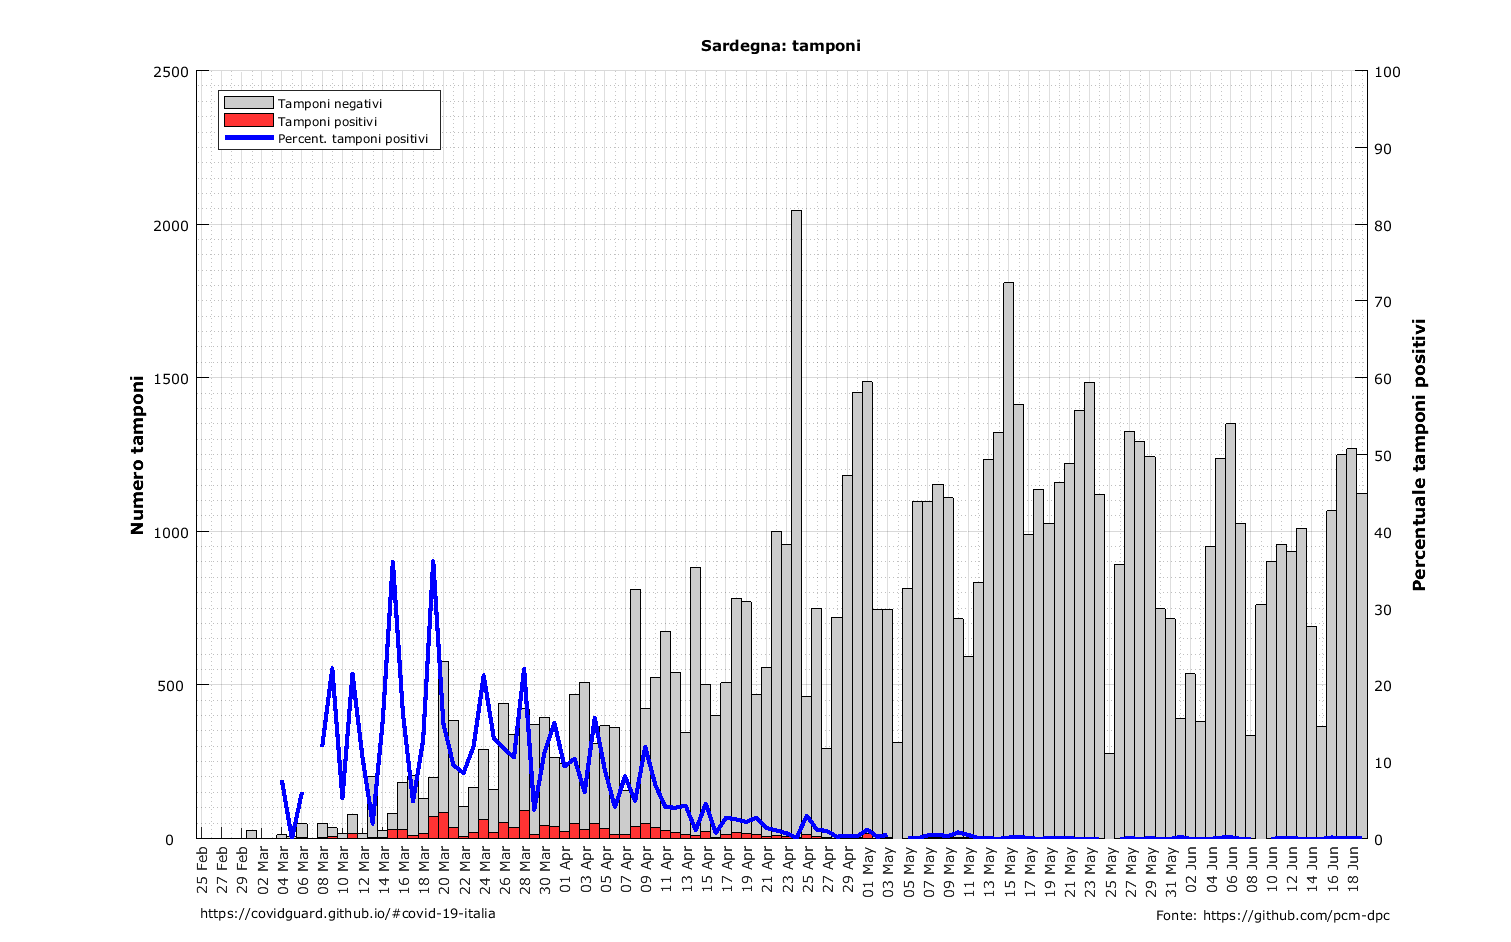 Sardegna: tamponi
2500
2000
1500
1000
500
0
Numero tamponi
Tamponi negativi
Tamponi positivi
Percent. tamponi positivi
100
90
80
70
60
50
40
30
20
10
0
Percentuale tamponi positivi
25 Feb
27 Feb
29 Feb
02 Mar
04 Mar
06 Mar
08 Mar
10 Mar
12 Mar
14 Mar
16 Mar
18 Mar
20 Mar
22 Mar
24 Mar
26 Mar
28 Mar
30 Mar
01 Apr
03 Apr
05 Apr
07 Apr
09 Apr
11 Apr
13 Apr
15 Apr
17 Apr
19 Apr
21 Apr
23 Apr
25 Apr
27 Apr
29 Apr
01 May
03 May
05 May
07 May
09 May
11 May
13 May
15 May
17 May
19 May
21 May
23 May
25 May
27 May
29 May
31 May
02 Jun
04 Jun
06 Jun
08 Jun
10 Jun
12 Jun
14 Jun
16 Jun
18 Jun
https://covidguard.github.io/#covid-19-italia
Fonte: https://github.com/pcm-dpc